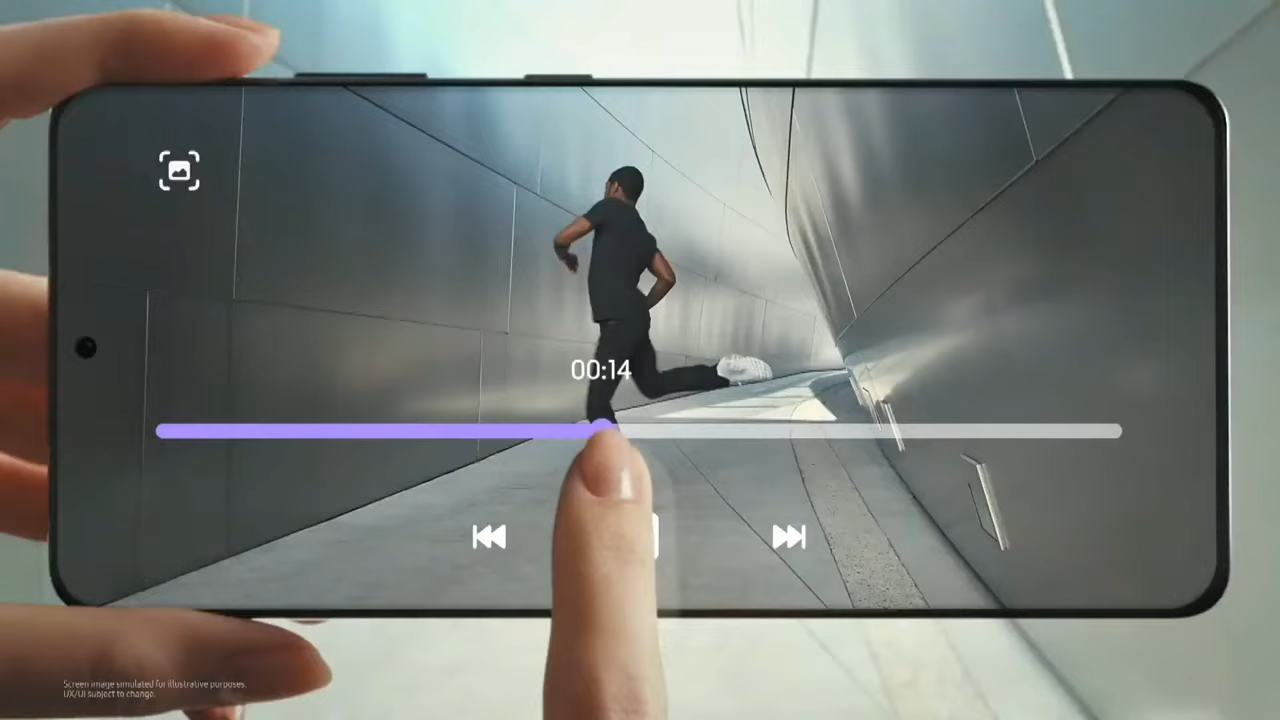 00:14
Screen image simulated for illustrative purposes.
UX/UI subject to change.